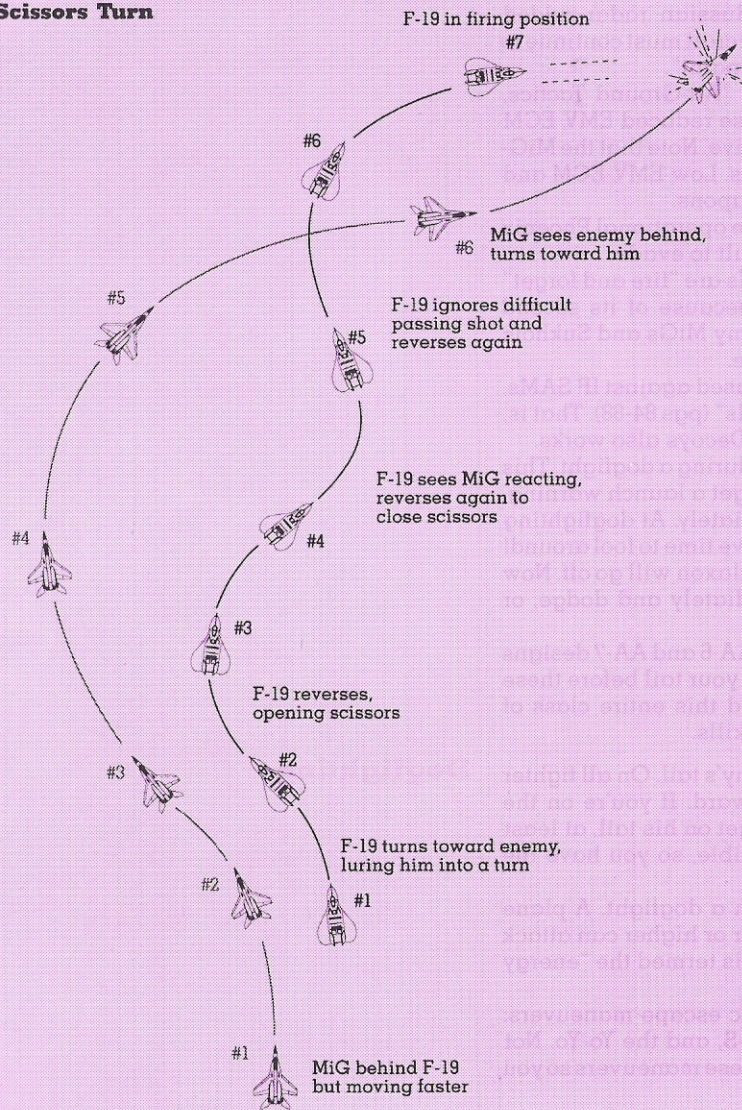 Scissors Turn
F-19 in firing position
#7
#6
#6
MiG sees enemy behind,
turns toward him
#5
F-19 ignores difficult
passing shot and
reverses again
#5
F-19 sees MiG reacting,
reverses again to
close scissors
#4
#4
#3
F-19 reverses,
opening scissors
#2
#3
F-19 turns toward enemy,
luring him into a turn
#2
#1
#1
MiG behind F-19
but moving faster